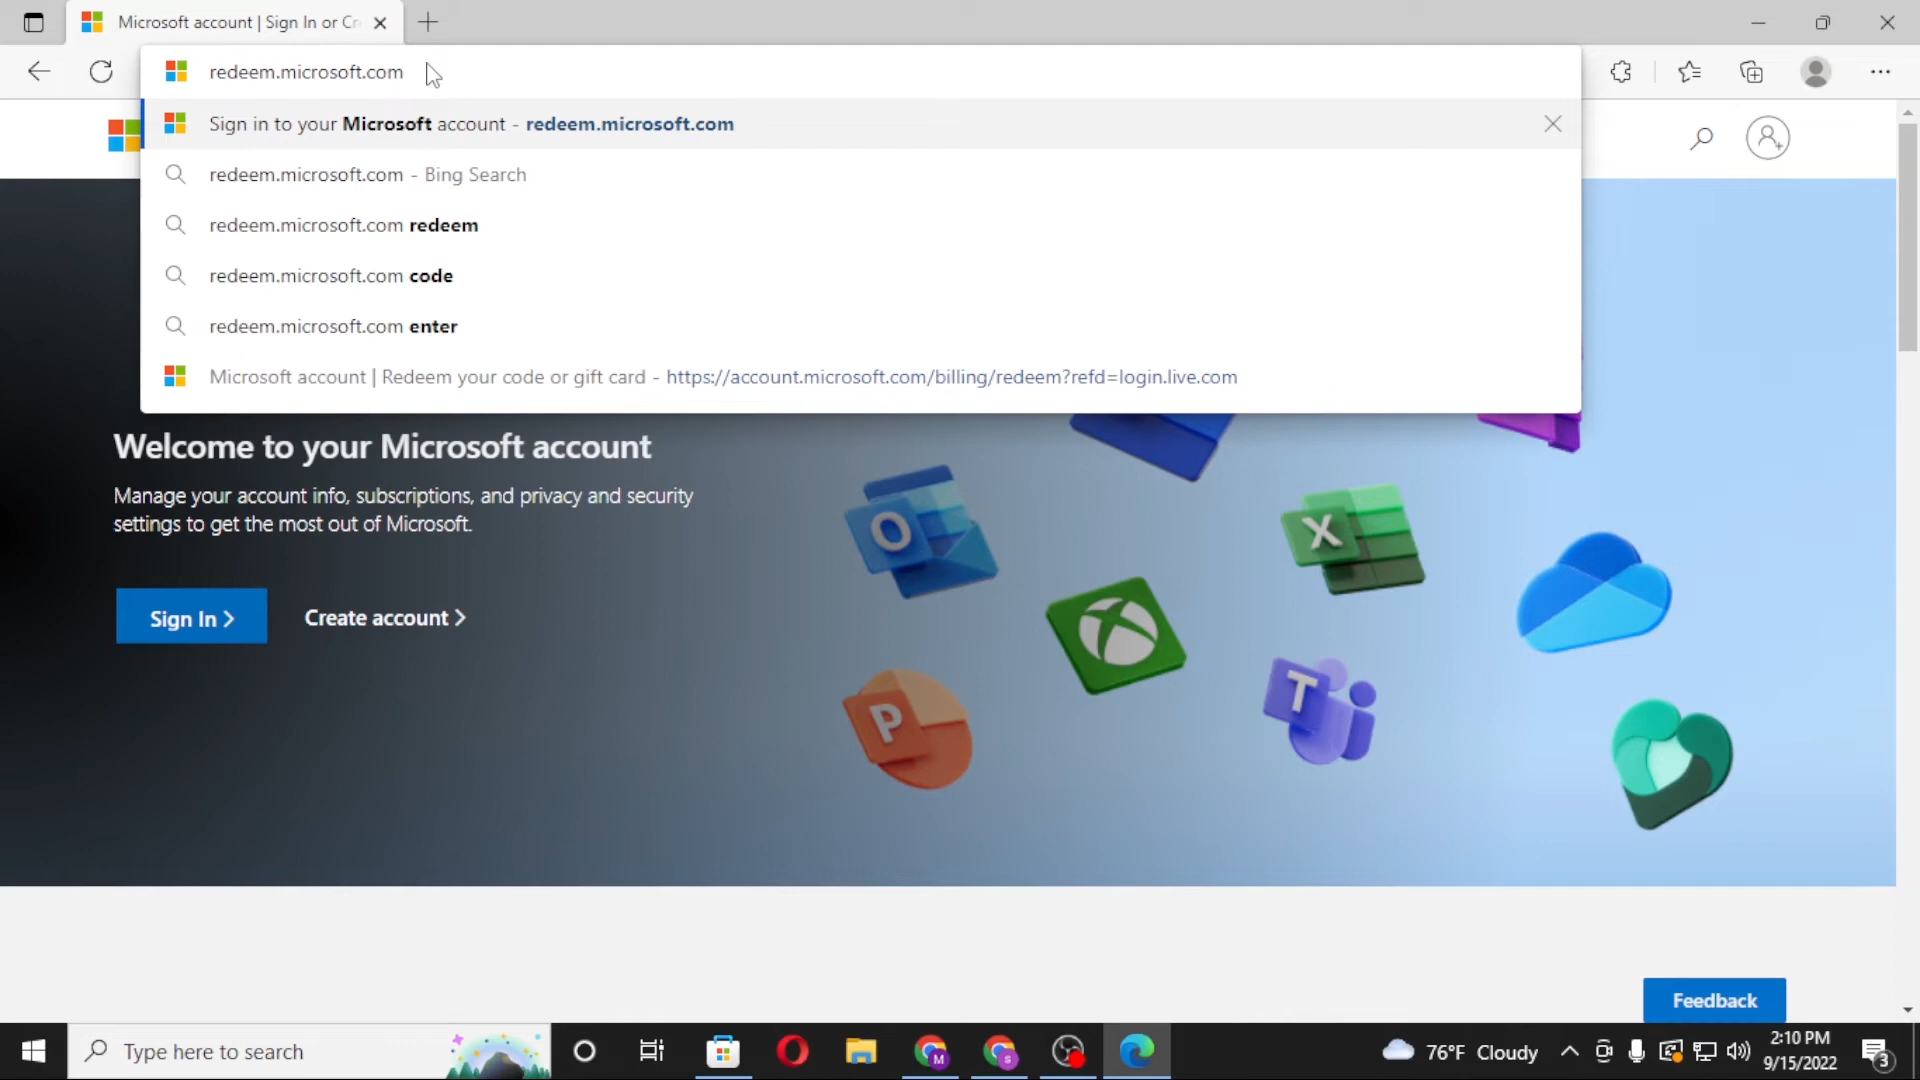 Microsoft account | Sign In or Cr
redeem.microsoft.com
Sign in to your Microsoft account - redeem.microsoft.com
redeem.microsoft.com - Bing Search
redeem.microsoft.com redeem
redeem.microsoft.com code
redeem.microsoft.com enter
Microsoft account | Redeem your code or gift card - https://account.microsoft.com/billing/redeem?refd=login.live.com
Welcome to your Microsoft account
Manage your account info, subscriptions, and privacy and security
settings to get the most out of Microsoft.
Sign In >
Create account >
O
X
T
P
Feedback
Type here to search
M
S
76°F Cloudy
2:10 PM
9/15/2022
3